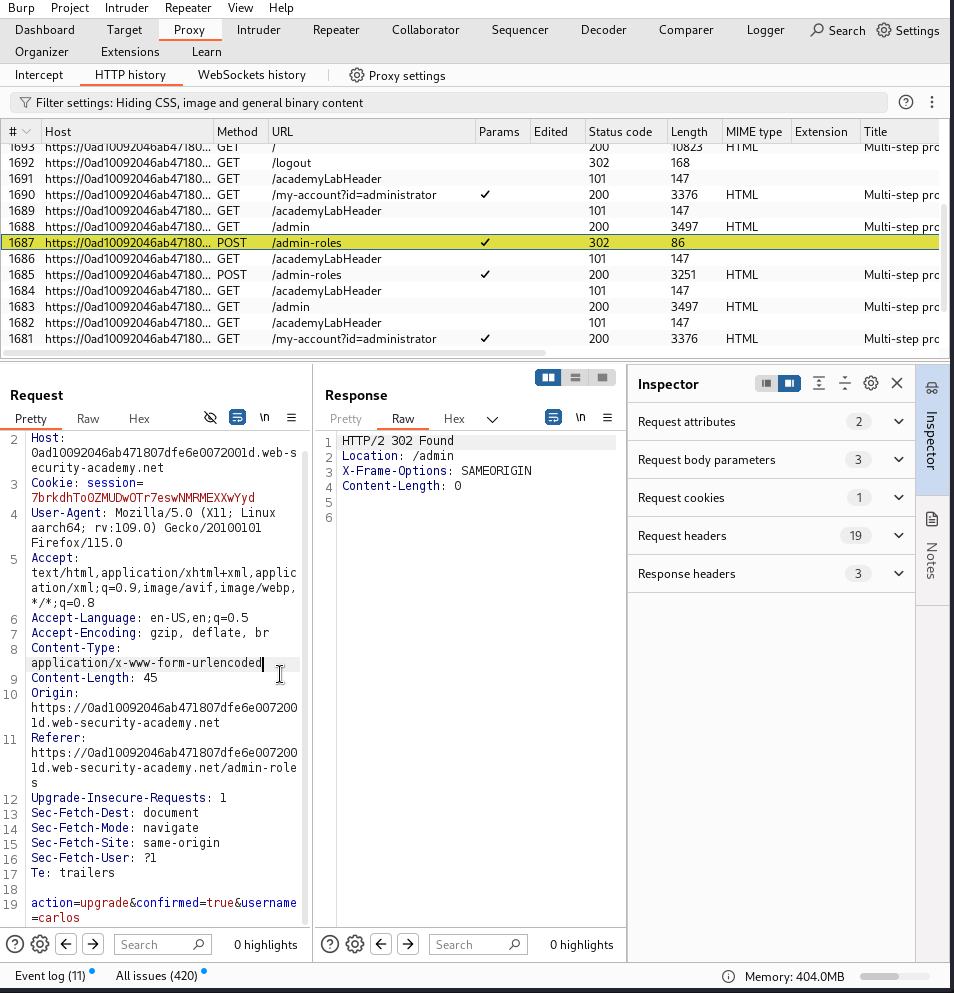 Burp Project Intruder Repeater View Help
Dashboard Target Proxy Intruder Repeater Collaborator Sequencer Decoder Comparer Logger Search Settings
Organizer Extensions Learn
Intercept HTTP history WebSockets history Proxy settings
Filter settings: Hiding CSS, image and general binary content
# Host Method URL Params Edited Status code Length MIME type Extension Title
1693 https://0ad10092046ab47180... GET / 200 10823 HTML Multi-step pro
1692 https://0ad10092046ab47180... GET /logout 302 168
1691 https://0ad10092046ab47180... GET /academyLabHeader 101 147
1690 https://0ad10092046ab47180... GET /my-account?id=administrator ✓ 200 3376 HTML Multi-step pro
1689 https://0ad10092046ab47180... GET /academyLabHeader 101 147
1688 https://0ad10092046ab47180... GET /admin 200 3497 HTML Multi-step pro
1687 https://0ad10092046ab47180... POST /admin-roles ✓ 302 86
1686 https://0ad10092046ab47180... GET /academyLabHeader 101 147
1685 https://0ad10092046ab47180... POST /admin-roles ✓ 200 3251 HTML Multi-step pro
1684 https://0ad10092046ab47180... GET /academyLabHeader 101 147
1683 https://0ad10092046ab47180... GET /admin 200 3497 HTML Multi-step pro
1682 https://0ad10092046ab47180... GET /academyLabHeader 101 147
1681 https://0ad10092046ab47180... GET /my-account?id=administrator ✓ 200 3376 HTML Multi-step pro
Request
Pretty Raw Hex \n
2 Host:
0ad10092046ab471807dfe6e0072001d.web-s
ecurity-academy.net
3 Cookie: session=
7brkdhTo0ZMUDwOTr7eswNMRMEXXwYyd
4 User-Agent: Mozilla/5.0 (X11; Linux
aarch64; rv:109.0) Gecko/20100101
Firefox/115.0
5 Accept:
text/html,application/xhtml+xml,applic
ation/xml;q=0.9,image/avif,image/webp,
*/*;q=0.8
6 Accept-Language: en-US,en;q=0.5
7 Accept-Encoding: gzip, deflate, br
8 Content-Type:
application/x-www-form-urlencoded
9 Content-Length: 45
10 Origin:
https://0ad10092046ab471807dfe6e007200
1d.web-security-academy.net
11 Referer:
https://0ad10092046ab471807dfe6e007200
1d.web-security-academy.net/admin-role
s
12 Upgrade-Insecure-Requests: 1
13 Sec-Fetch-Dest: document
14 Sec-Fetch-Mode: navigate
15 Sec-Fetch-Site: same-origin
16 Sec-Fetch-User: ?1
17 Te: trailers
18
19 action=upgrade&confirmed=true&username
=carlos
Search 0 highlights
Response
Pretty Raw Hex \n
1 HTTP/2 302 Found
2 Location: /admin
3 X-Frame-Options: SAMEORIGIN
4 Content-Length: 0
5
6
Search 0 highlights
Inspector
Request attributes 2
Request body parameters 3
Request cookies 1
Request headers 19
Response headers 3
Inspector
Notes
Event log (11) All issues (420) Memory: 404.0MB